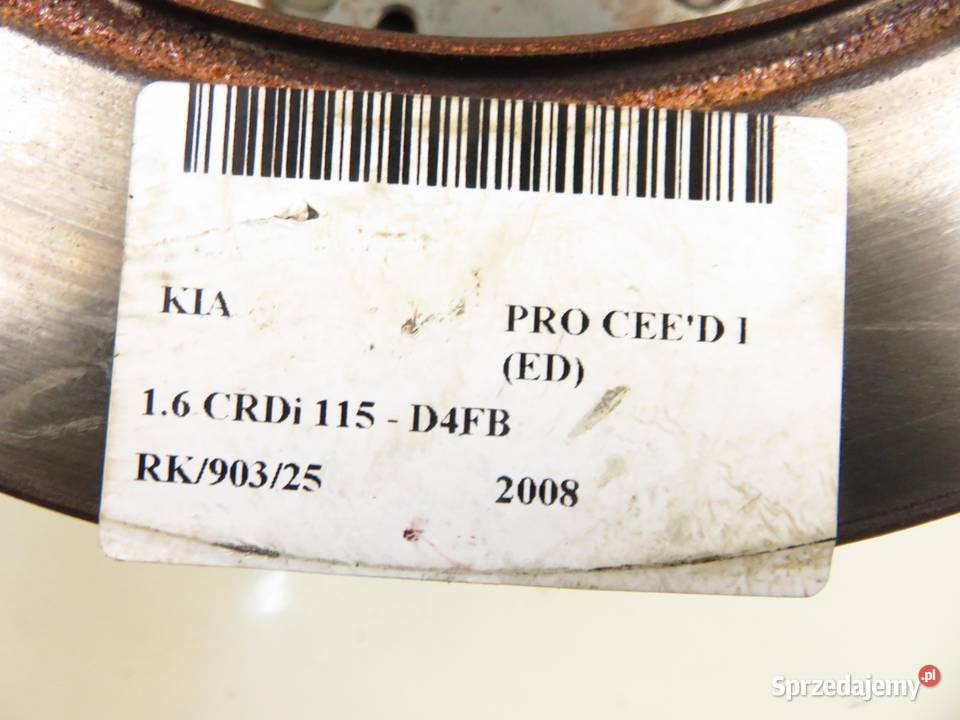 KIA PRO CEE'D I
(ED)
1.6 CRDi 115 - D4FB
RK/903/25 2008
Sprzedajemy.pl